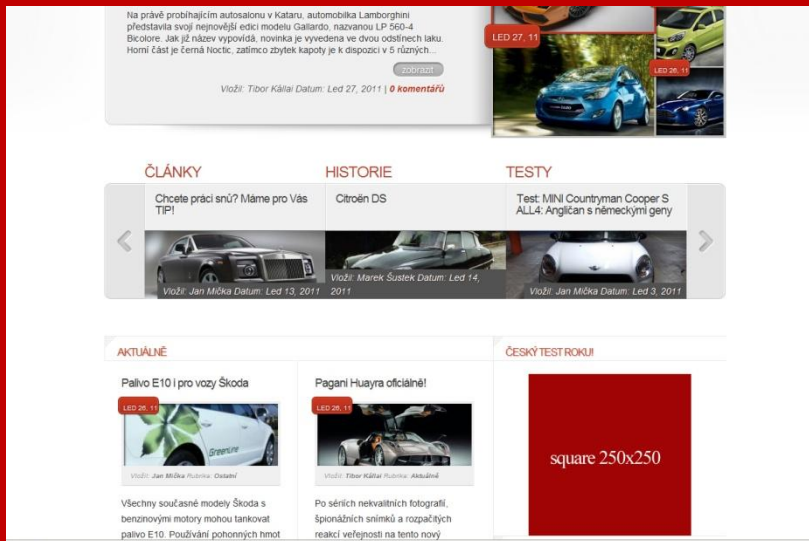 Na právě probíhajícím autosalonu v Kataru, automobilka Lamborghini
představila svojí nejnovější edici modelu Gallardo, nazvanou LP 560-4
Bicolore. Jak již název vypovídá, novinka je vyvedena ve dvou odstínech laku.
Horní část je černá Noctic, zatímco zbytek kapoty je k dispozici v 5 různých...
zobrazit
Vložil: Tibor Kállai Datum: Led 27, 2011 | 0 komentářů
LED 27, 11
LED 26, 11
ČLÁNKY
HISTORIE
TESTY
Chcete práci snů? Máme pro Vás
TIP!
Vložil: Jan Mička Datum: Led 13, 2011
Citroën DS
Vložil: Marek Šustek Datum: Led 14,
2011
Test: MINI Countryman Cooper S
ALL4: Angličan s německými geny
Vložil: Jan Mička Datum: Led 3, 2011
AKTUÁLNĚ
Palivo E10 i pro vozy Škoda
LED 26, 11
GreenLine
Vložil: Jan Mička Rubrika: Ostatní
Všechny současné modely Škoda s
benzinovými motory mohou tankovat
palivo E10. Používání pohonných hmot
Pagani Huayra oficiálně!
LED 26, 11
Vložil: Tibor Kállai Rubrika: Aktuálně
Po sériích nekvalitních fotografií,
špionážních snímků a rozpačitých
reakcí veřejnosti na tento nový
ČESKÝ TEST ROKU!
square 250x250